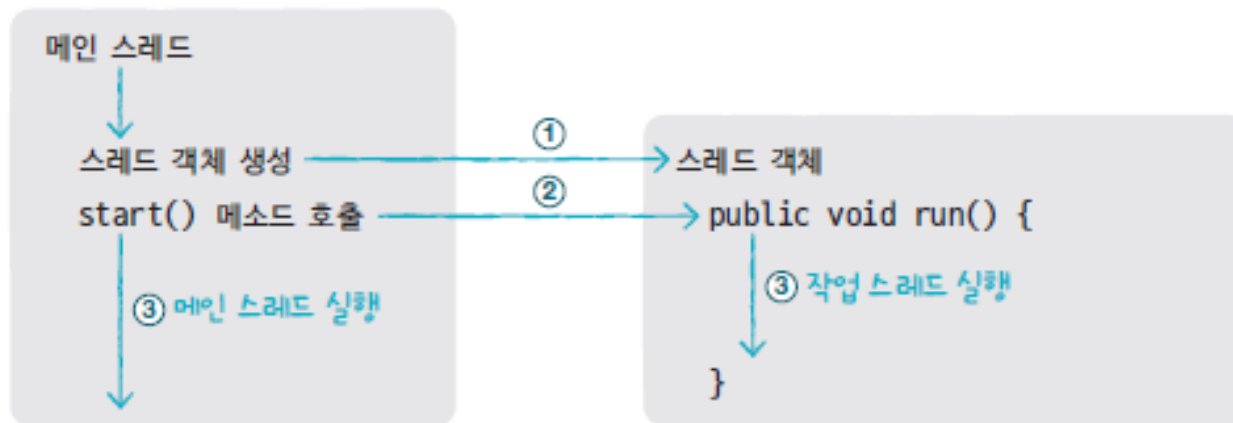 메인 스레드
스레드 객체 생성
①
스레드 객체
start() 메소드 호출
②
public void run() {
③ 메인 스레드 실행
③ 작업 스레드 실행
}